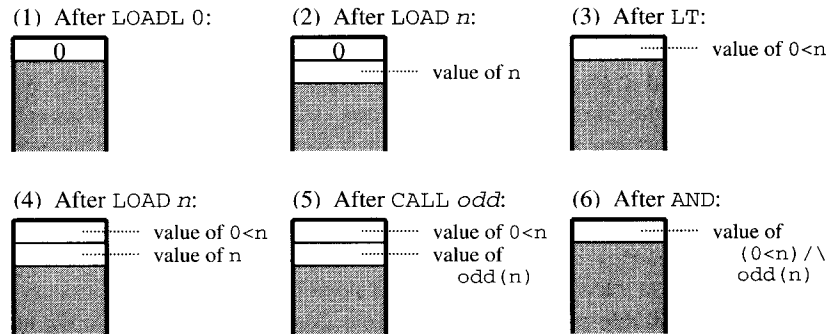 (1) After LOADL 0:
0
(2) After LOAD n:
0
value of n
(3) After LT:
value of 0<n
(4) After LOAD n:
value of 0<n
value of n
(5) After CALL odd:
value of 0<n
value of
odd(n)
(6) After AND:
value of
(0<n)/\
odd(n)